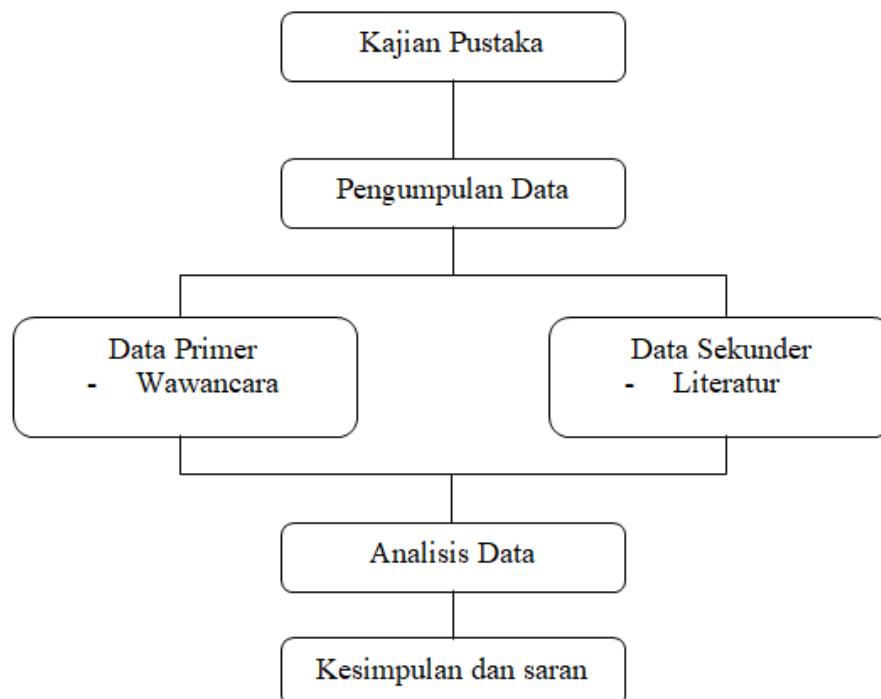 Kajian Pustaka
Pengumpulan Data
Data Primer
- Wawancara
Data Sekunder
- Literatur
Analisis Data
Kesimpulan dan saran